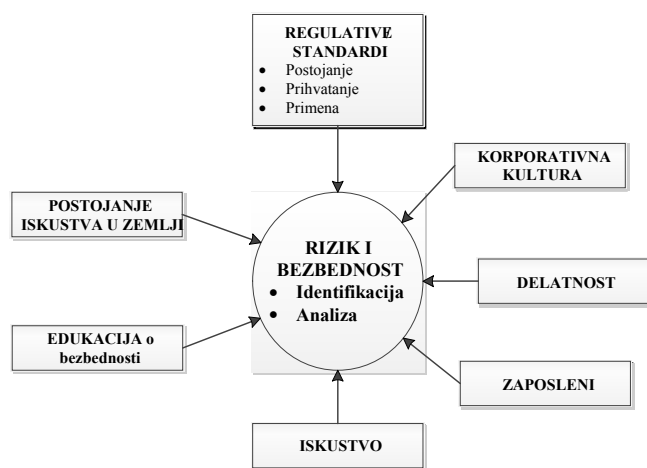 REGULATIVE/
STANDARDI
• Postojanje
• Prihvatanje
• Primena
KORPORATIVNA
KULTURA
POSTOJANJE
ISKUSTVA U ZEMLJI
RIZIK I
BEZBEDNOST
• Identifikacija
• Analiza
DELATNOST
EDUKACIJA o
bezbednosti
ZAPOSLENI
ISKUSTVO